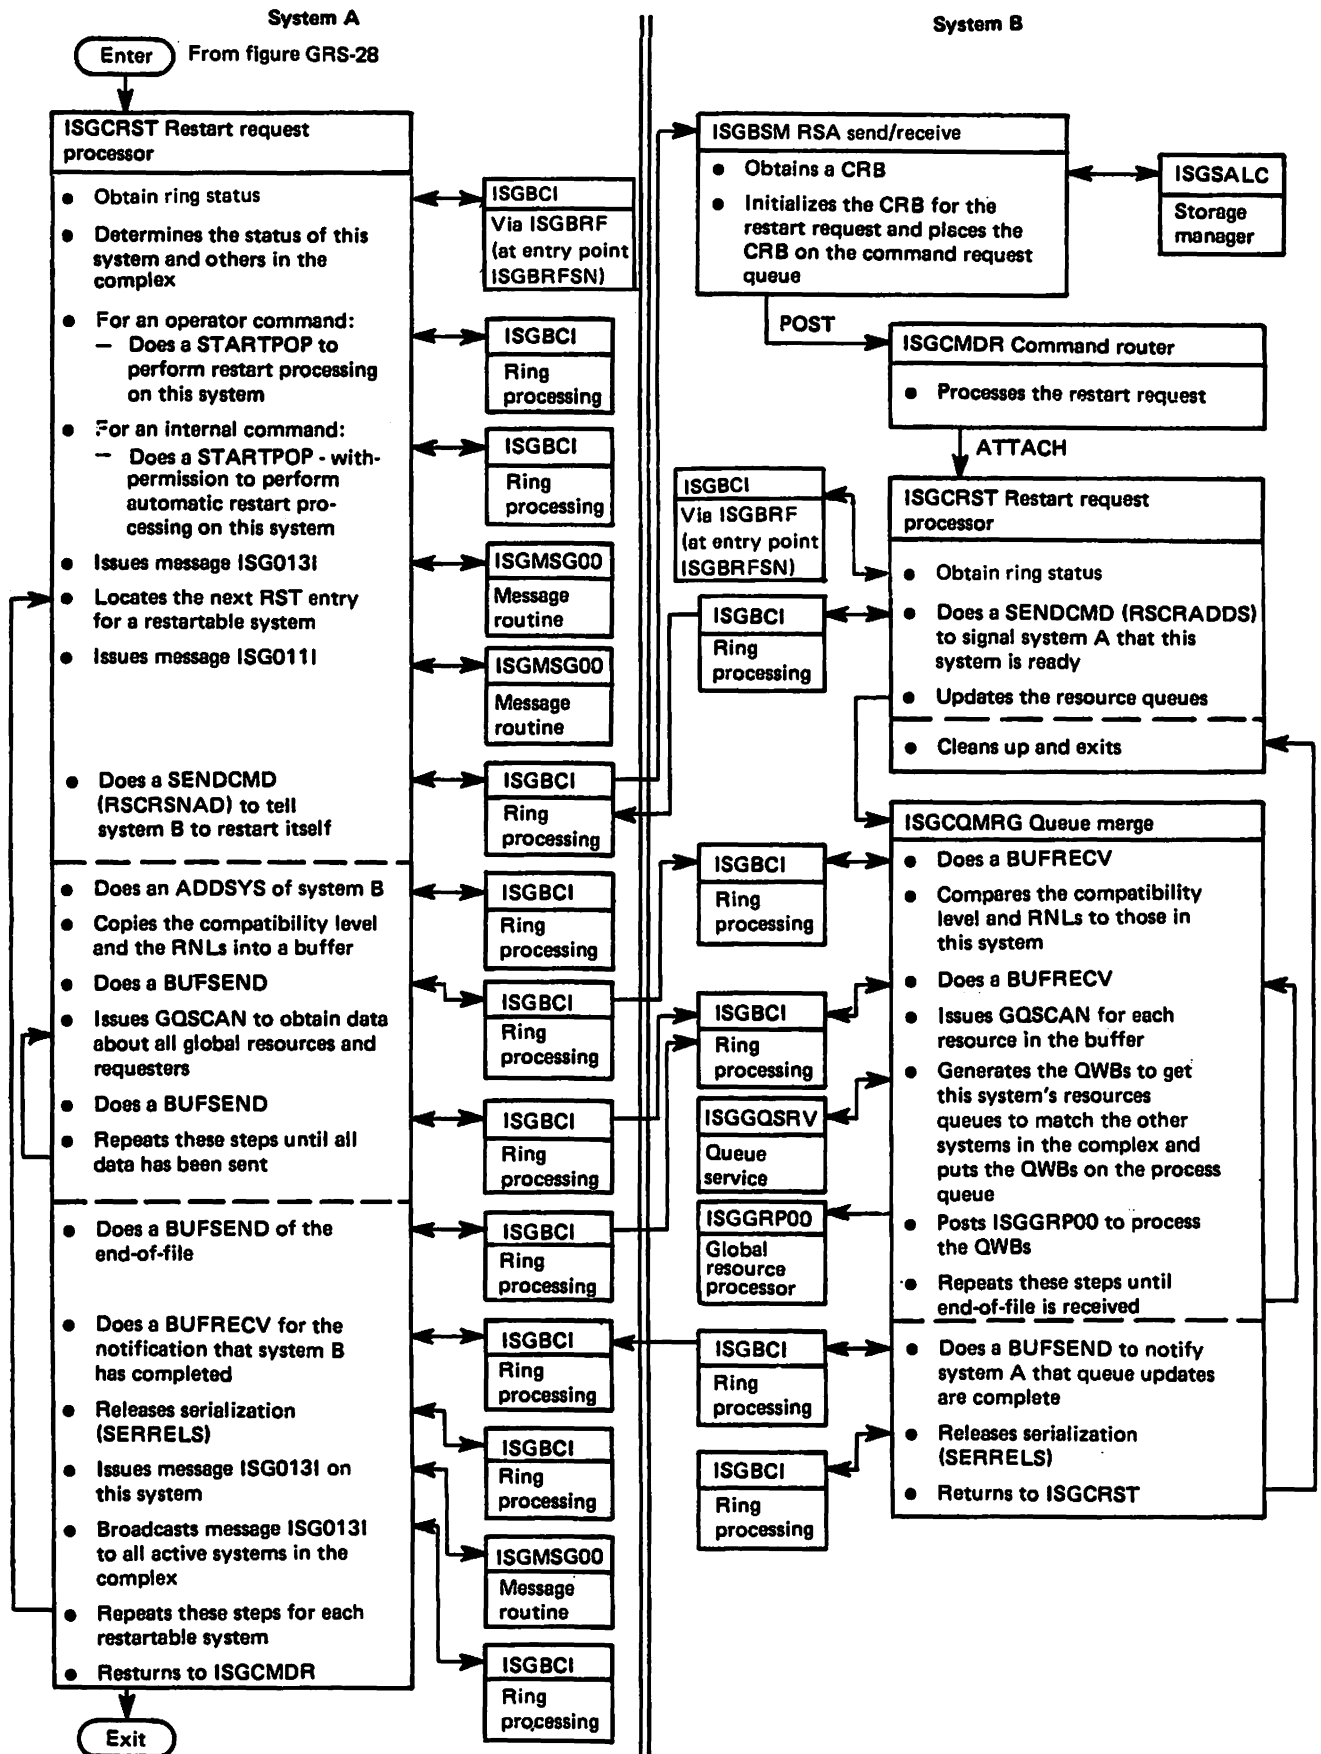 System A
Enter
From figure GRS-28
ISGCRST Restart request
processor
● Obtain ring status
● Determines the status of this
system and others in the
complex
● For an operator command:
— Does a STARTPOP to
perform restart processing
on this system
● For an internal command:
— Does a STARTPOP - with-
permission to perform
automatic restart pro-
cessing on this system
● Issues message ISG013I
● Locates the next RST entry
for a restartable system
● Issues message ISG011I
● Does a SENDCMD
(RSCRSNAD) to tell
system B to restart itself
● Does an ADDSYS of system B
● Copies the compatibility level
and the RNLs into a buffer
● Does a BUFSEND
● Issues GQSCAN to obtain data
about all global resources and
requesters
● Does a BUFSEND
● Repeats these steps until all
data has been sent
● Does a BUFSEND of the
end-of-file
● Does a BUFRECV for the
notification that system B
has completed
● Releases serialization
(SERRELS)
● Issues message ISG013I on
this system
● Broadcasts message ISG013I
to all active systems in the
complex
● Repeats these steps for each
restartable system
● Resturns to ISGCMDR
Exit
ISGBCI
Via ISGBRF
(at entry point
ISGBRFSN)
ISGBCI
Ring
processing
ISGBCI
Ring
processing
ISGMSG00
Message
routine
ISGMSG00
Message
routine
ISGBCI
Ring
processing
ISGBCI
Ring
processing
ISGBCI
Ring
processing
ISGBCI
Ring
processing
ISGBCI
Ring
processing
ISGBCI
Ring
processing
ISGBCI
Ring
processing
ISGMSG00
Message
routine
ISGBCI
Ring
processing
System B
ISGBSM RSA send/receive
● Obtains a CRB
● Initializes the CRB for the
restart request and places the
CRB on the command request
queue
ISGSALC
Storage
manager
POST
ISGCMDR Command router
● Processes the restart request
ATTACH
ISGBCI
Via ISGBRF
(at entry point
ISGBRFSN)
ISGCRST Restart request
processor
● Obtain ring status
● Does a SENDCMD (RSCRADDS)
to signal system A that this
system is ready
● Updates the resource queues
● Cleans up and exits
ISGBCI
Ring
processing
ISGCQMRG Queue merge
● Does a BUFRECV
● Compares the compatibility
level and RNLs to those in
this system
● Does a BUFRECV
● Issues GQSCAN for each
resource in the buffer
● Generates the QWBs to get
this system's resources
queues to match the other
systems in the complex and
puts the QWBs on the process
queue
● Posts ISGGRP00 to process
the QWBs
● Repeats these steps until
end-of-file is received
● Does a BUFSEND to notify
system A that queue updates
are complete
● Releases serialization
(SERRELS)
● Returns to ISGCRST
ISGBCI
Ring
processing
ISGBCI
Ring
processing
ISGGQSRV
Queue
service
ISGGRP00
Global
resource
processor
ISGBCI
Ring
processing
ISGBCI
Ring
processing